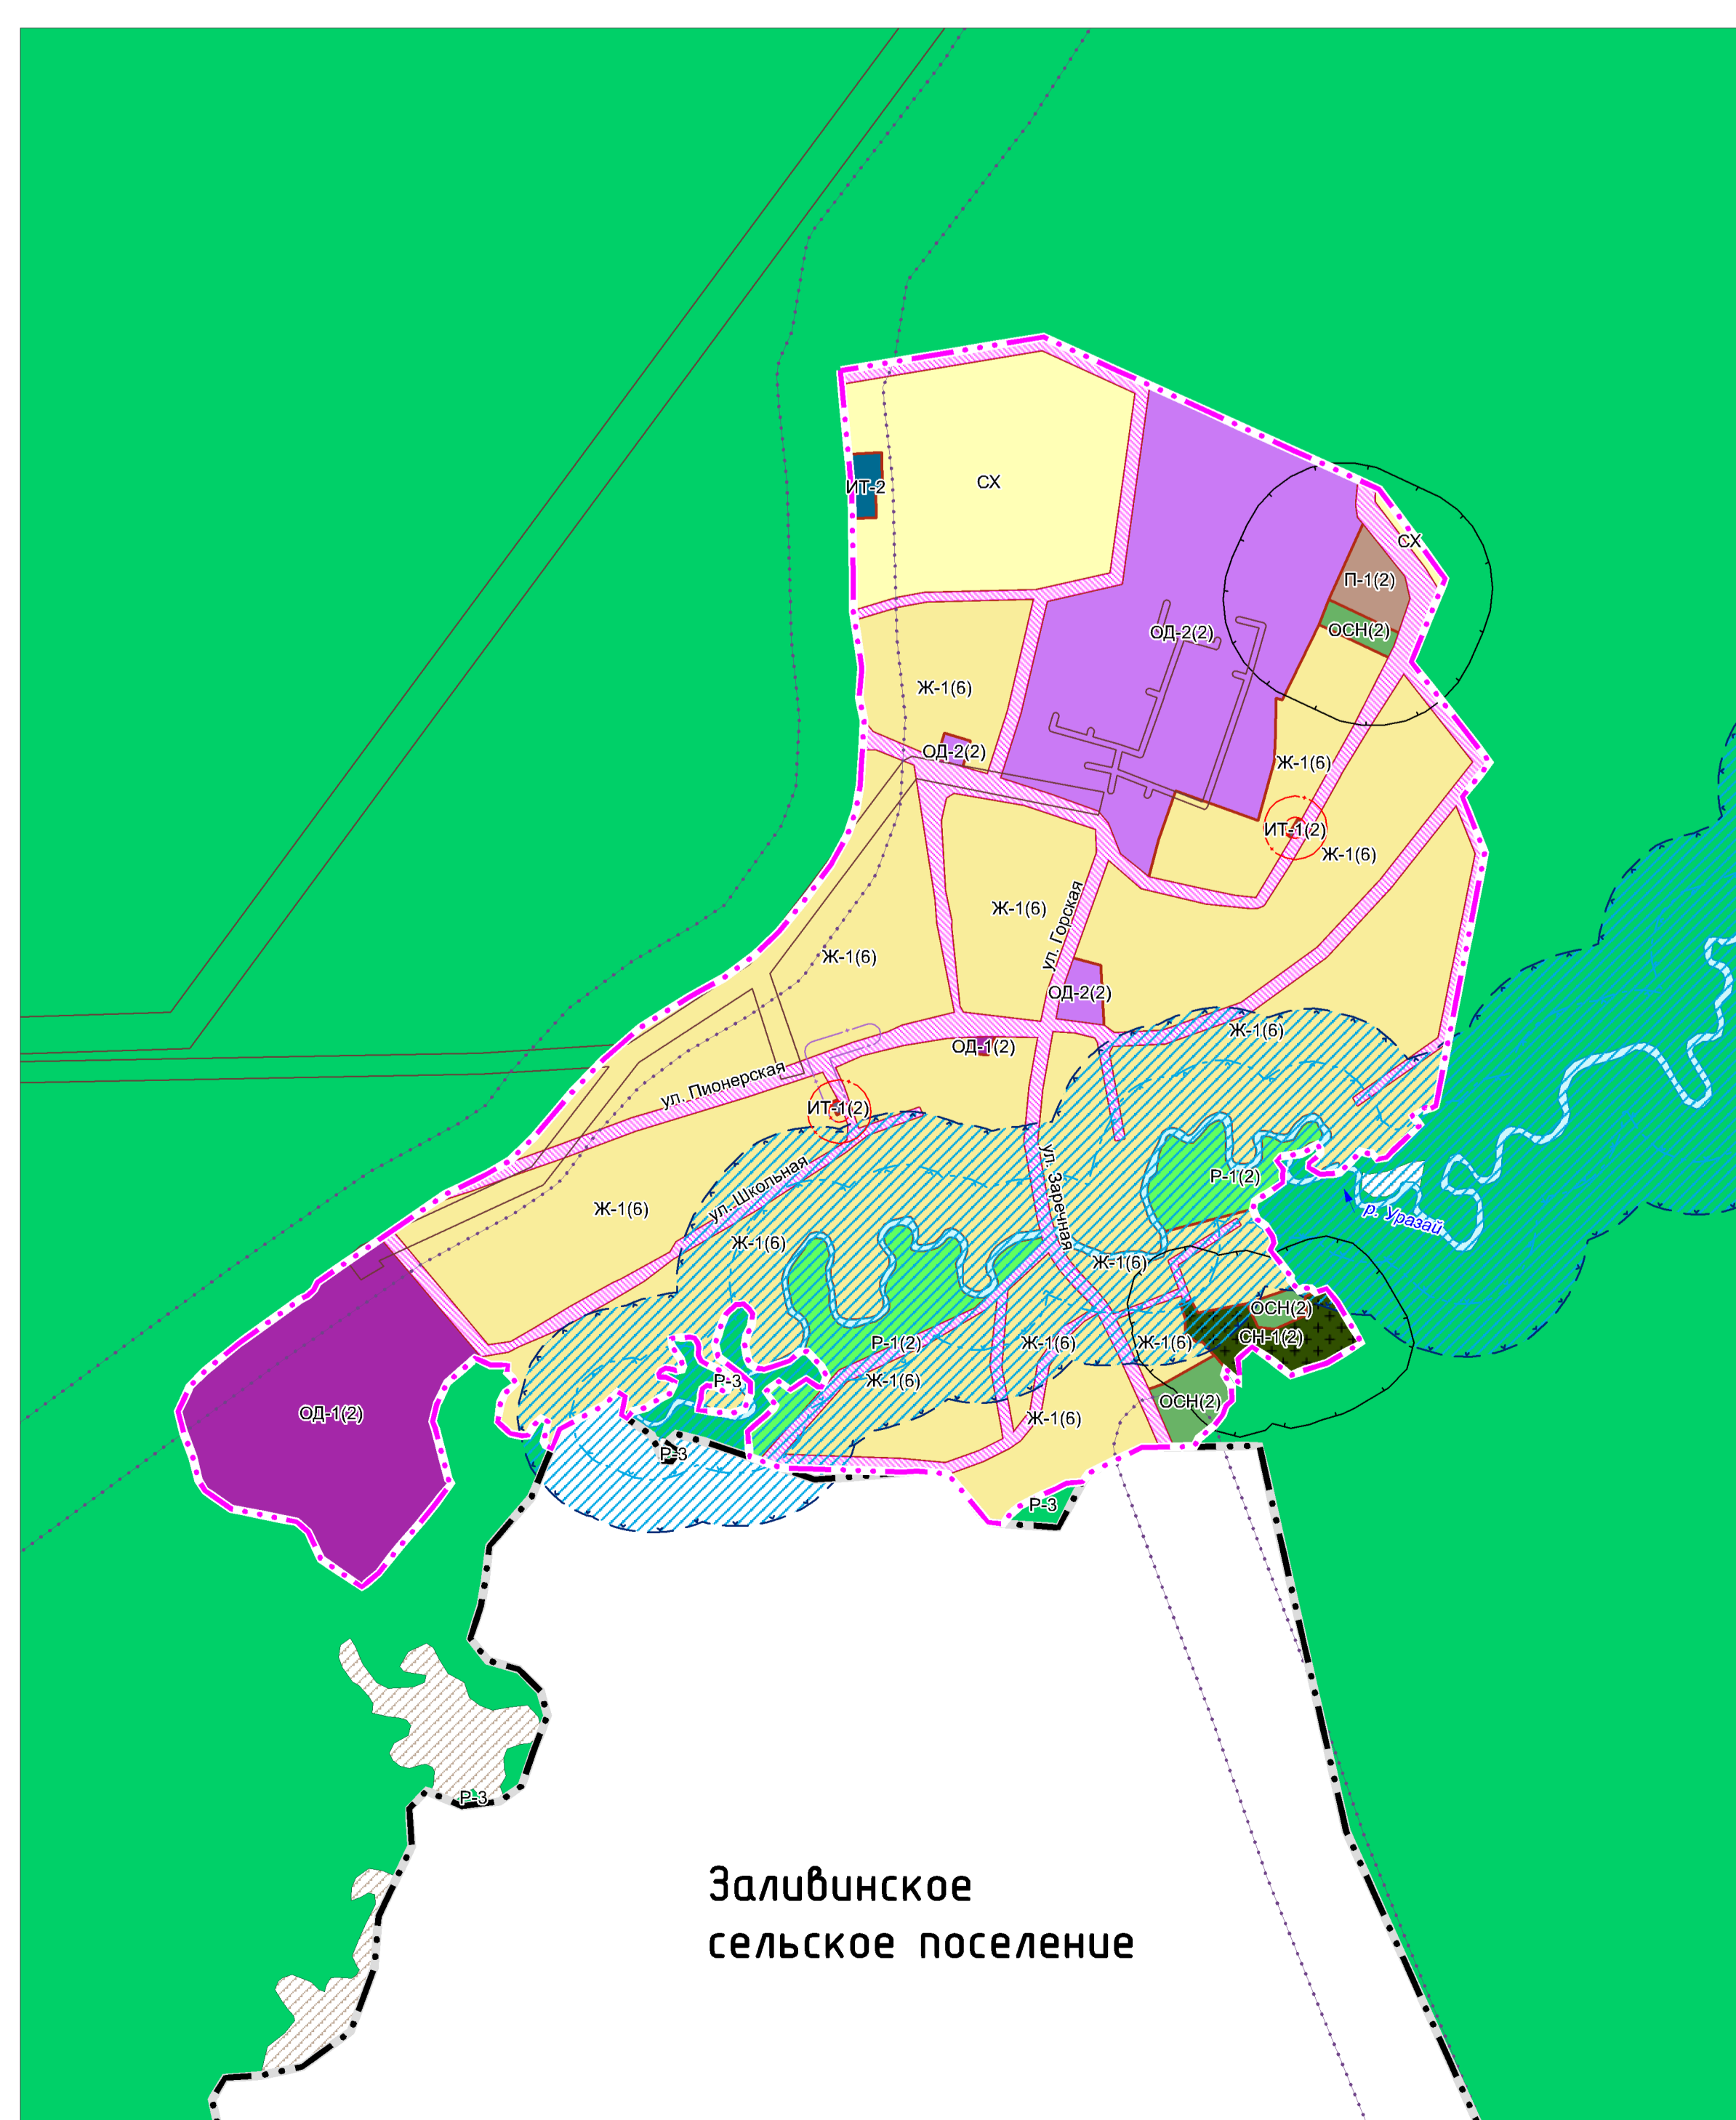 ИТ-2
СХ
СХ
П-1(2)
ОСН(2)
ОД-2(2)
Ж-1(6)
ОД-2(2)
Ж-1(6)
ИТ-1(2)
Ж-1(6)
Ж-1(6)
ул. Горская
Ж-1(6)
ОД-2(2)
Ж-1(6)
ОД-1(2)
ул. Пионерская
ИТ-1(2)
ул. Школьная
ул. Заречная
Р-1(2)
Ж-1(6)
р. Уразай
Ж-1(6)
Ж-1(6)
ОСН(2)
СН-1(2)
Р-1(2)
Ж-1(6)
Ж-1(6)
Р-3
Ж-1(6)
ОСН(2)
ОД-1(2)
Ж-1(6)
Р-3
Р-3
Р-3
Заливинское
сельское поселение